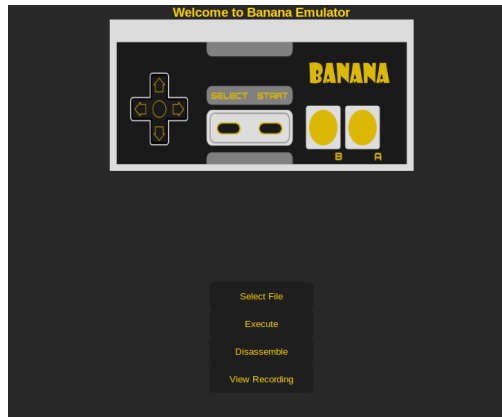 Welcome to Banana Emulator
BANANA
SELECT START
B A
Select File
Execute
Disassemble
View Recording